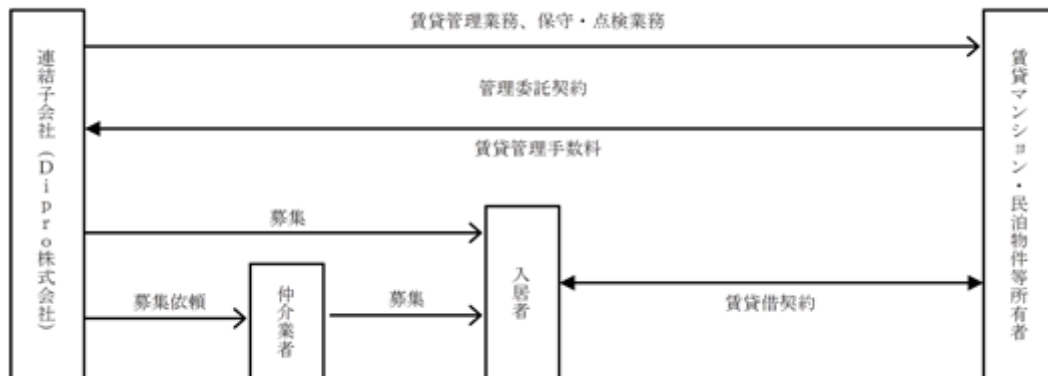 賃貸管理業務、保守・点検業務
管理委託契約
賃貸管理手数料
連結子会社（Dipro株式会社）
募集
募集依頼
仲介業者
募集
入居者
賃貸借契約
賃貸マンション・民泊物件等所有者